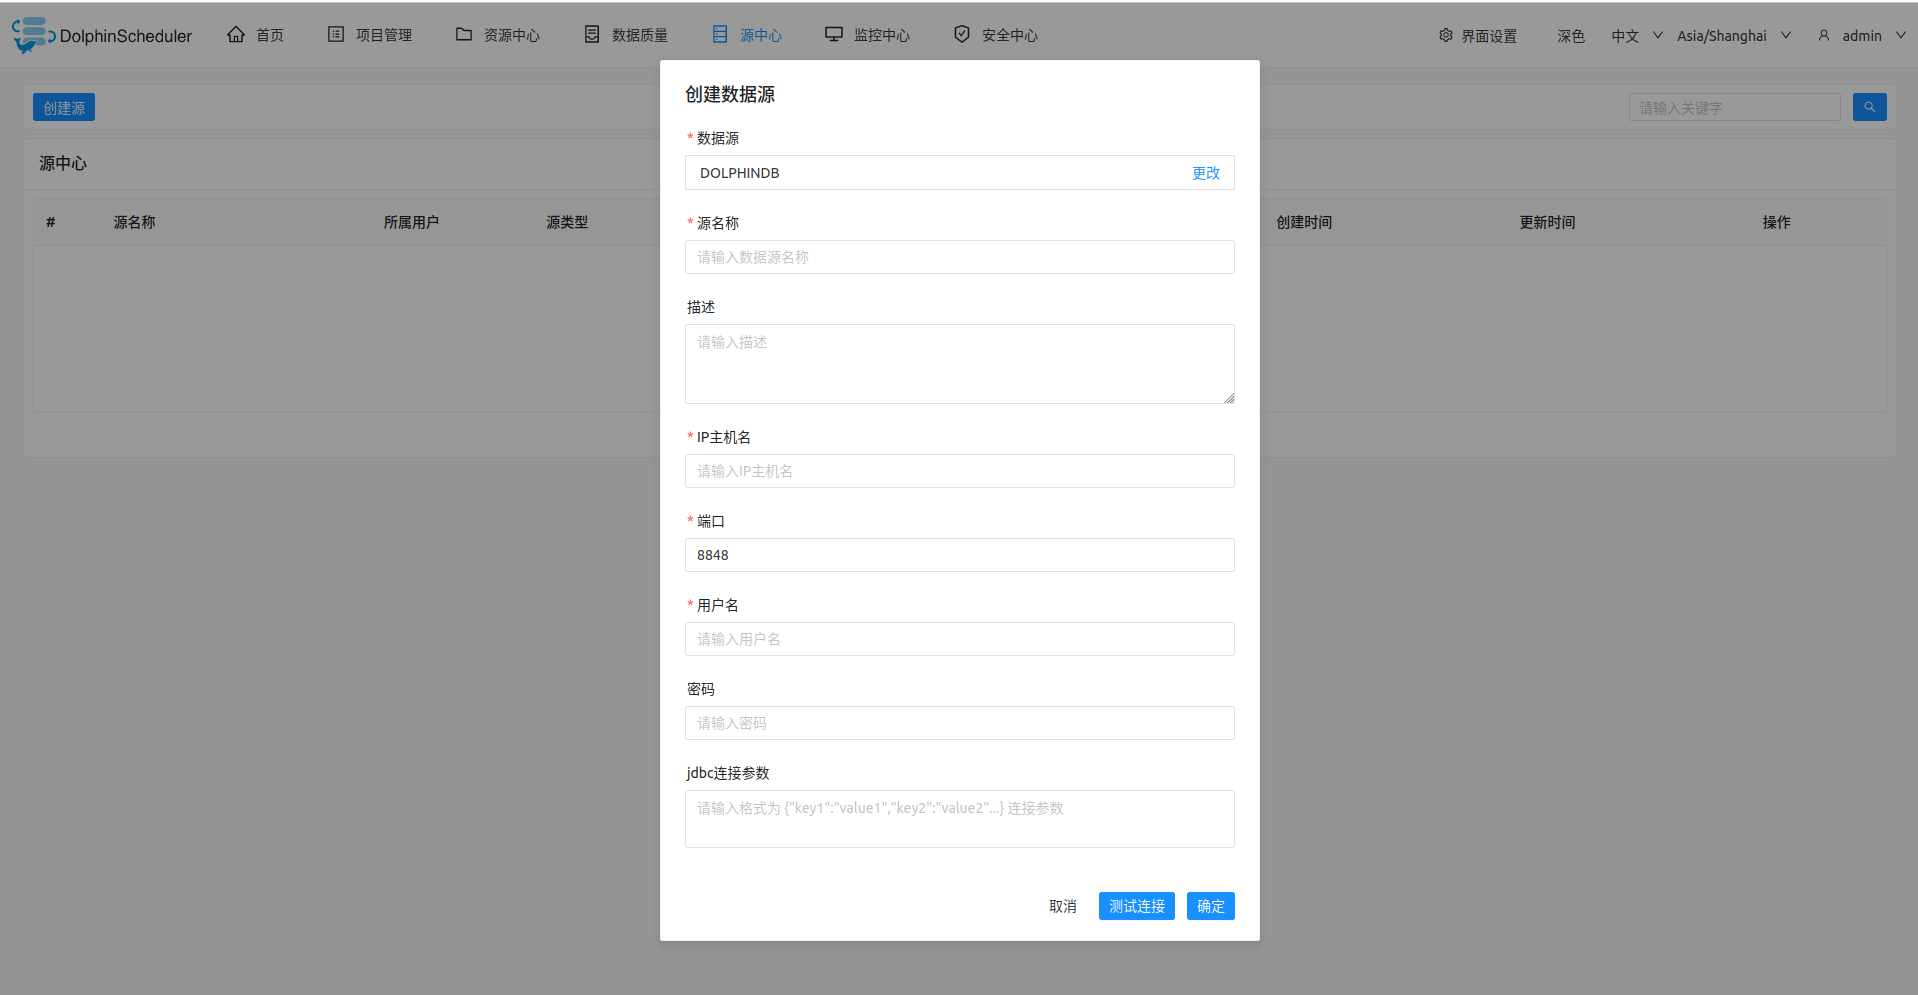 DolphinScheduler 首页 项目管理 资源中心 数据质量 源中心 监控中心 安全中心 界面设置 深色 中文 Asia/Shanghai admin
创建源 请输入关键字
源中心
# 源名称 所属用户 源类型 创建时间 更新时间 操作
创建数据源
* 数据源
DOLPHINDB 更改
* 源名称
请输入数据源名称
描述
请输入描述
* IP主机名
请输入IP主机名
* 端口
8848
* 用户名
请输入用户名
密码
请输入密码
jdbc连接参数
请输入格式为 {"key1":"value1","key2":"value2"...} 连接参数
取消 测试连接 确定